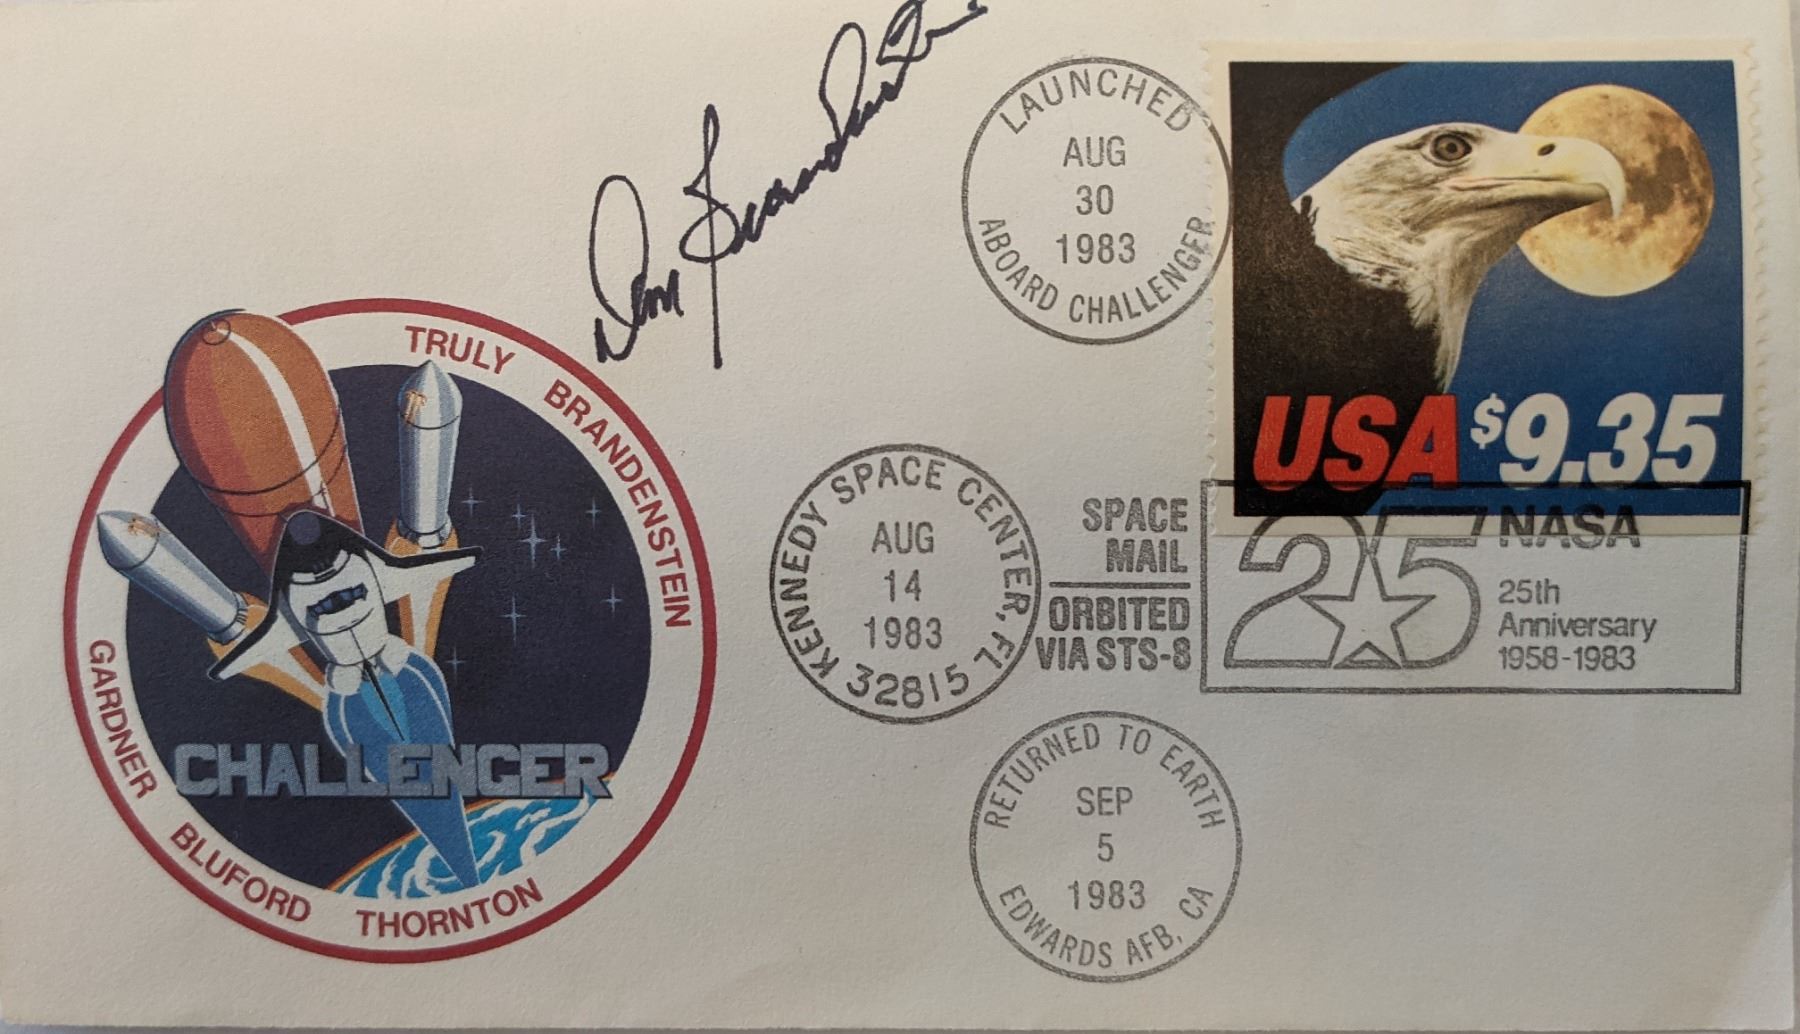 Dan Brandenstein
LAUNCHED
AUG
30
1983
ABOARD CHALLENGER
USA $9.35
TRULY BRANDENSTEIN
GARDNER BLUFORD THORNTON
CHALLENGER
KENNEDY SPACE CENTER, FL
AUG
14
1983
32815
SPACE
MAIL
ORBITED
VIA STS-8
25
NASA
25th
Anniversary
1958-1983
RETURNED TO EARTH
SEP
5
1983
EDWARDS AFB, CA